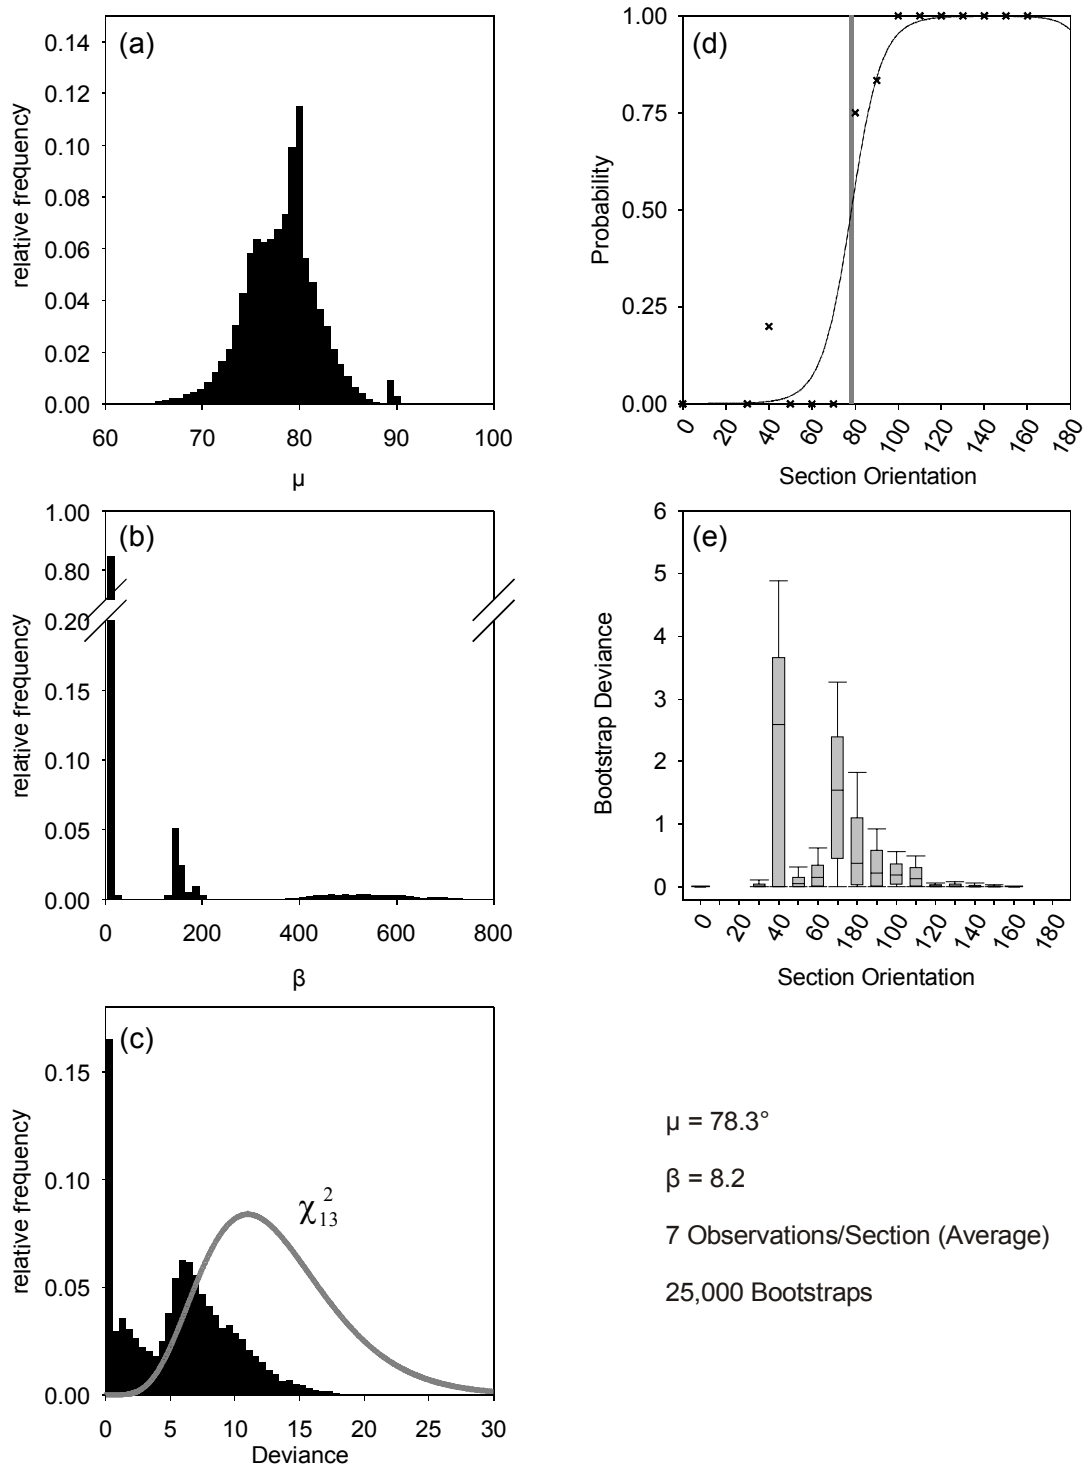 (a)
0.14
0.12
0.10
0.08
0.06
0.04
0.02
0.00
relative frequency
60 70 80 90 100
μ
(d)
1.00
0.75
0.50
0.25
0.00
Probability
0 20 40 60 80 100 120 140 160 180
Section Orientation
(b)
1.00
0.80
0.20
0.15
0.10
0.05
0.00
relative frequency
0 200 400 600 800
β
(e)
6
5
4
3
2
1
0
Bootstrap Deviance
0 20 40 60 180 100 120 140 160 180
Section Orientation
(c)
0.15
0.10
0.05
0.00
relative frequency
χ²₁₃
0 5 10 15 20 25 30
Deviance
μ = 78.3°
β = 8.2
7 Observations/Section (Average)
25,000 Bootstraps